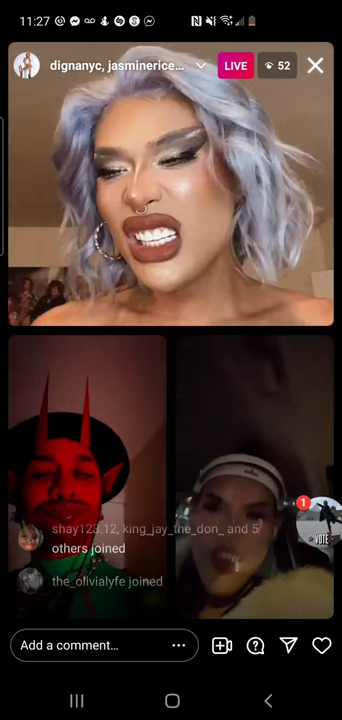 11:27
dignanyc, jasminerice...
LIVE
52
shay123.12, king_jay_the_don_ and 5
others joined
the_olivialyfe joined
1
VOTE
Add a comment...